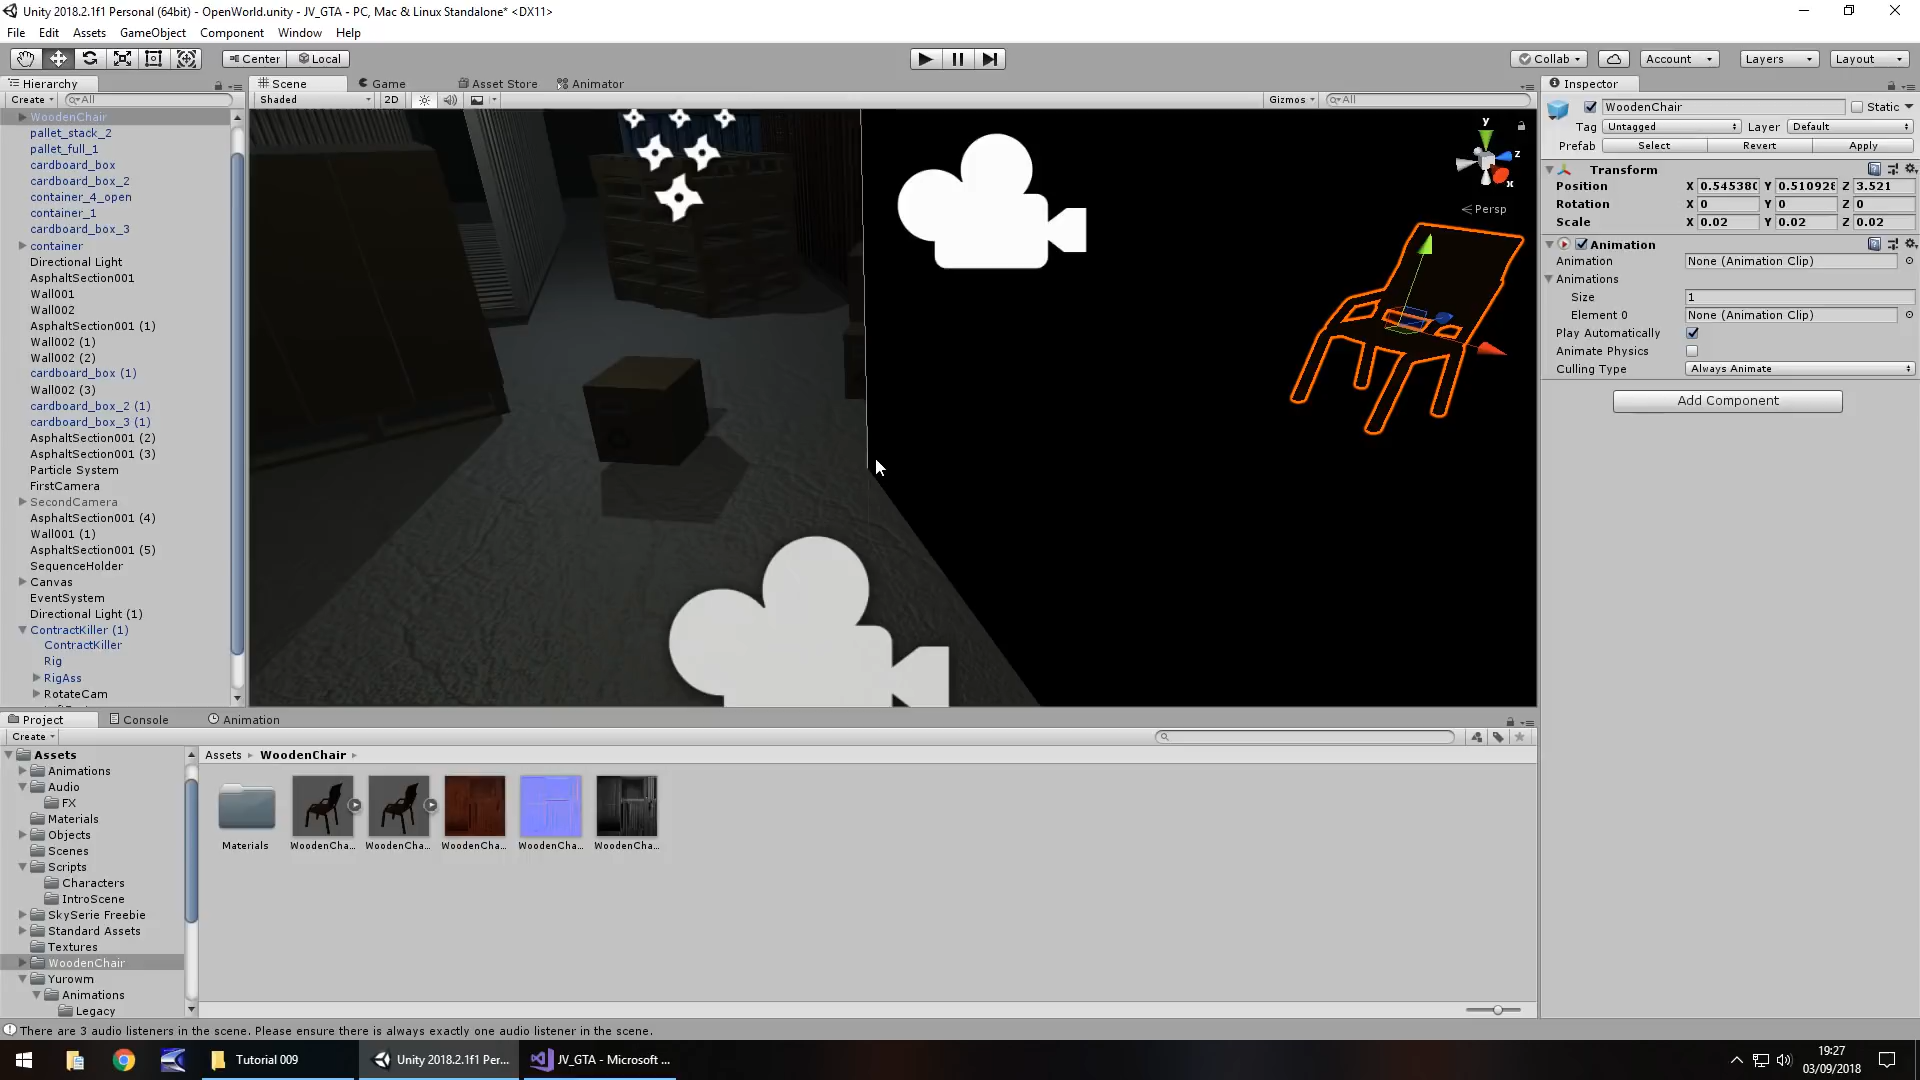 Unity 2018.2.1f1 Personal (64bit) - OpenWorld.unity - JV_GTA - PC, Mac & Linux Standalone* <DX11>
File Edit Assets GameObject Component Window Help
Center Local Collab Account Layers Layout
Hierarchy
Create All
WoodenChair
pallet_stack_2
pallet_full_1
cardboard_box
cardboard_box_2
container_4_open
container_1
cardboard_box_3
container
Directional Light
AsphaltSection001
Wall001
Wall002
AsphaltSection001 (1)
Wall002 (1)
Wall002 (2)
cardboard_box (1)
Wall002 (3)
cardboard_box_2 (1)
cardboard_box_3 (1)
AsphaltSection001 (2)
AsphaltSection001 (3)
Particle System
FirstCamera
SecondCamera
AsphaltSection001 (4)
Wall001 (1)
AsphaltSection001 (5)
SequenceHolder
Canvas
EventSystem
Directional Light (1)
ContractKiller (1)
ContractKiller
Rig
RigAss
RotateCam
Scene Game Asset Store Animator
Shaded 2D Gizmos All
y
z
x
Persp
Inspector
WoodenChair Static
Tag Untagged Layer Default
Prefab Select Revert Apply
Transform
Position X 0.54538( Y 0.510928 Z 3.521
Rotation X 0 Y 0 Z 0
Scale X 0.02 Y 0.02 Z 0.02
Animation
Animation None (Animation Clip)
Animations
Size 1
Element 0 None (Animation Clip)
Play Automatically
Animate Physics
Culling Type Always Animate
Add Component
Project Console Animation
Create
Assets
Animations
Audio
FX
Materials
Objects
Scenes
Scripts
Characters
IntroScene
SkySerie Freebie
Standard Assets
Textures
WoodenChair
Yurowm
Animations
Legacy
Assets WoodenChair
Materials WoodenCha... WoodenCha... WoodenCha... WoodenCha... WoodenCha...
There are 3 audio listeners in the scene. Please ensure there is always exactly one audio listener in the scene.
Tutorial 009 Unity 2018.2.1f1 Per... JV_GTA - Microsoft ...
19:27
03/09/2018